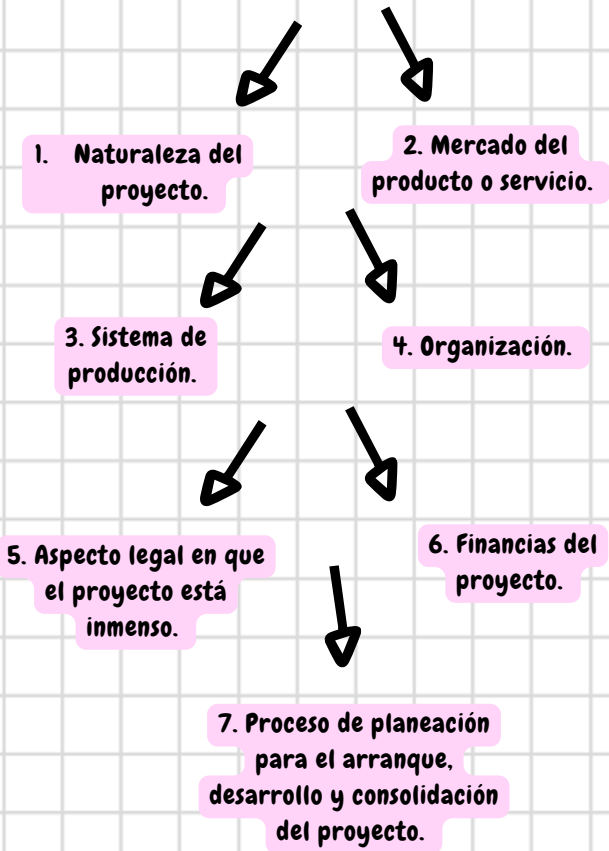 1. Naturaleza del
proyecto.
2. Mercado del
producto o servicio.
3. Sistema de
producción.
4. Organización.
5. Aspecto legal en que
el proyecto está
inmenso.
6. Financias del
proyecto.
7. Proceso de planeación
para el arranque,
desarrollo y consolidación
del proyecto.